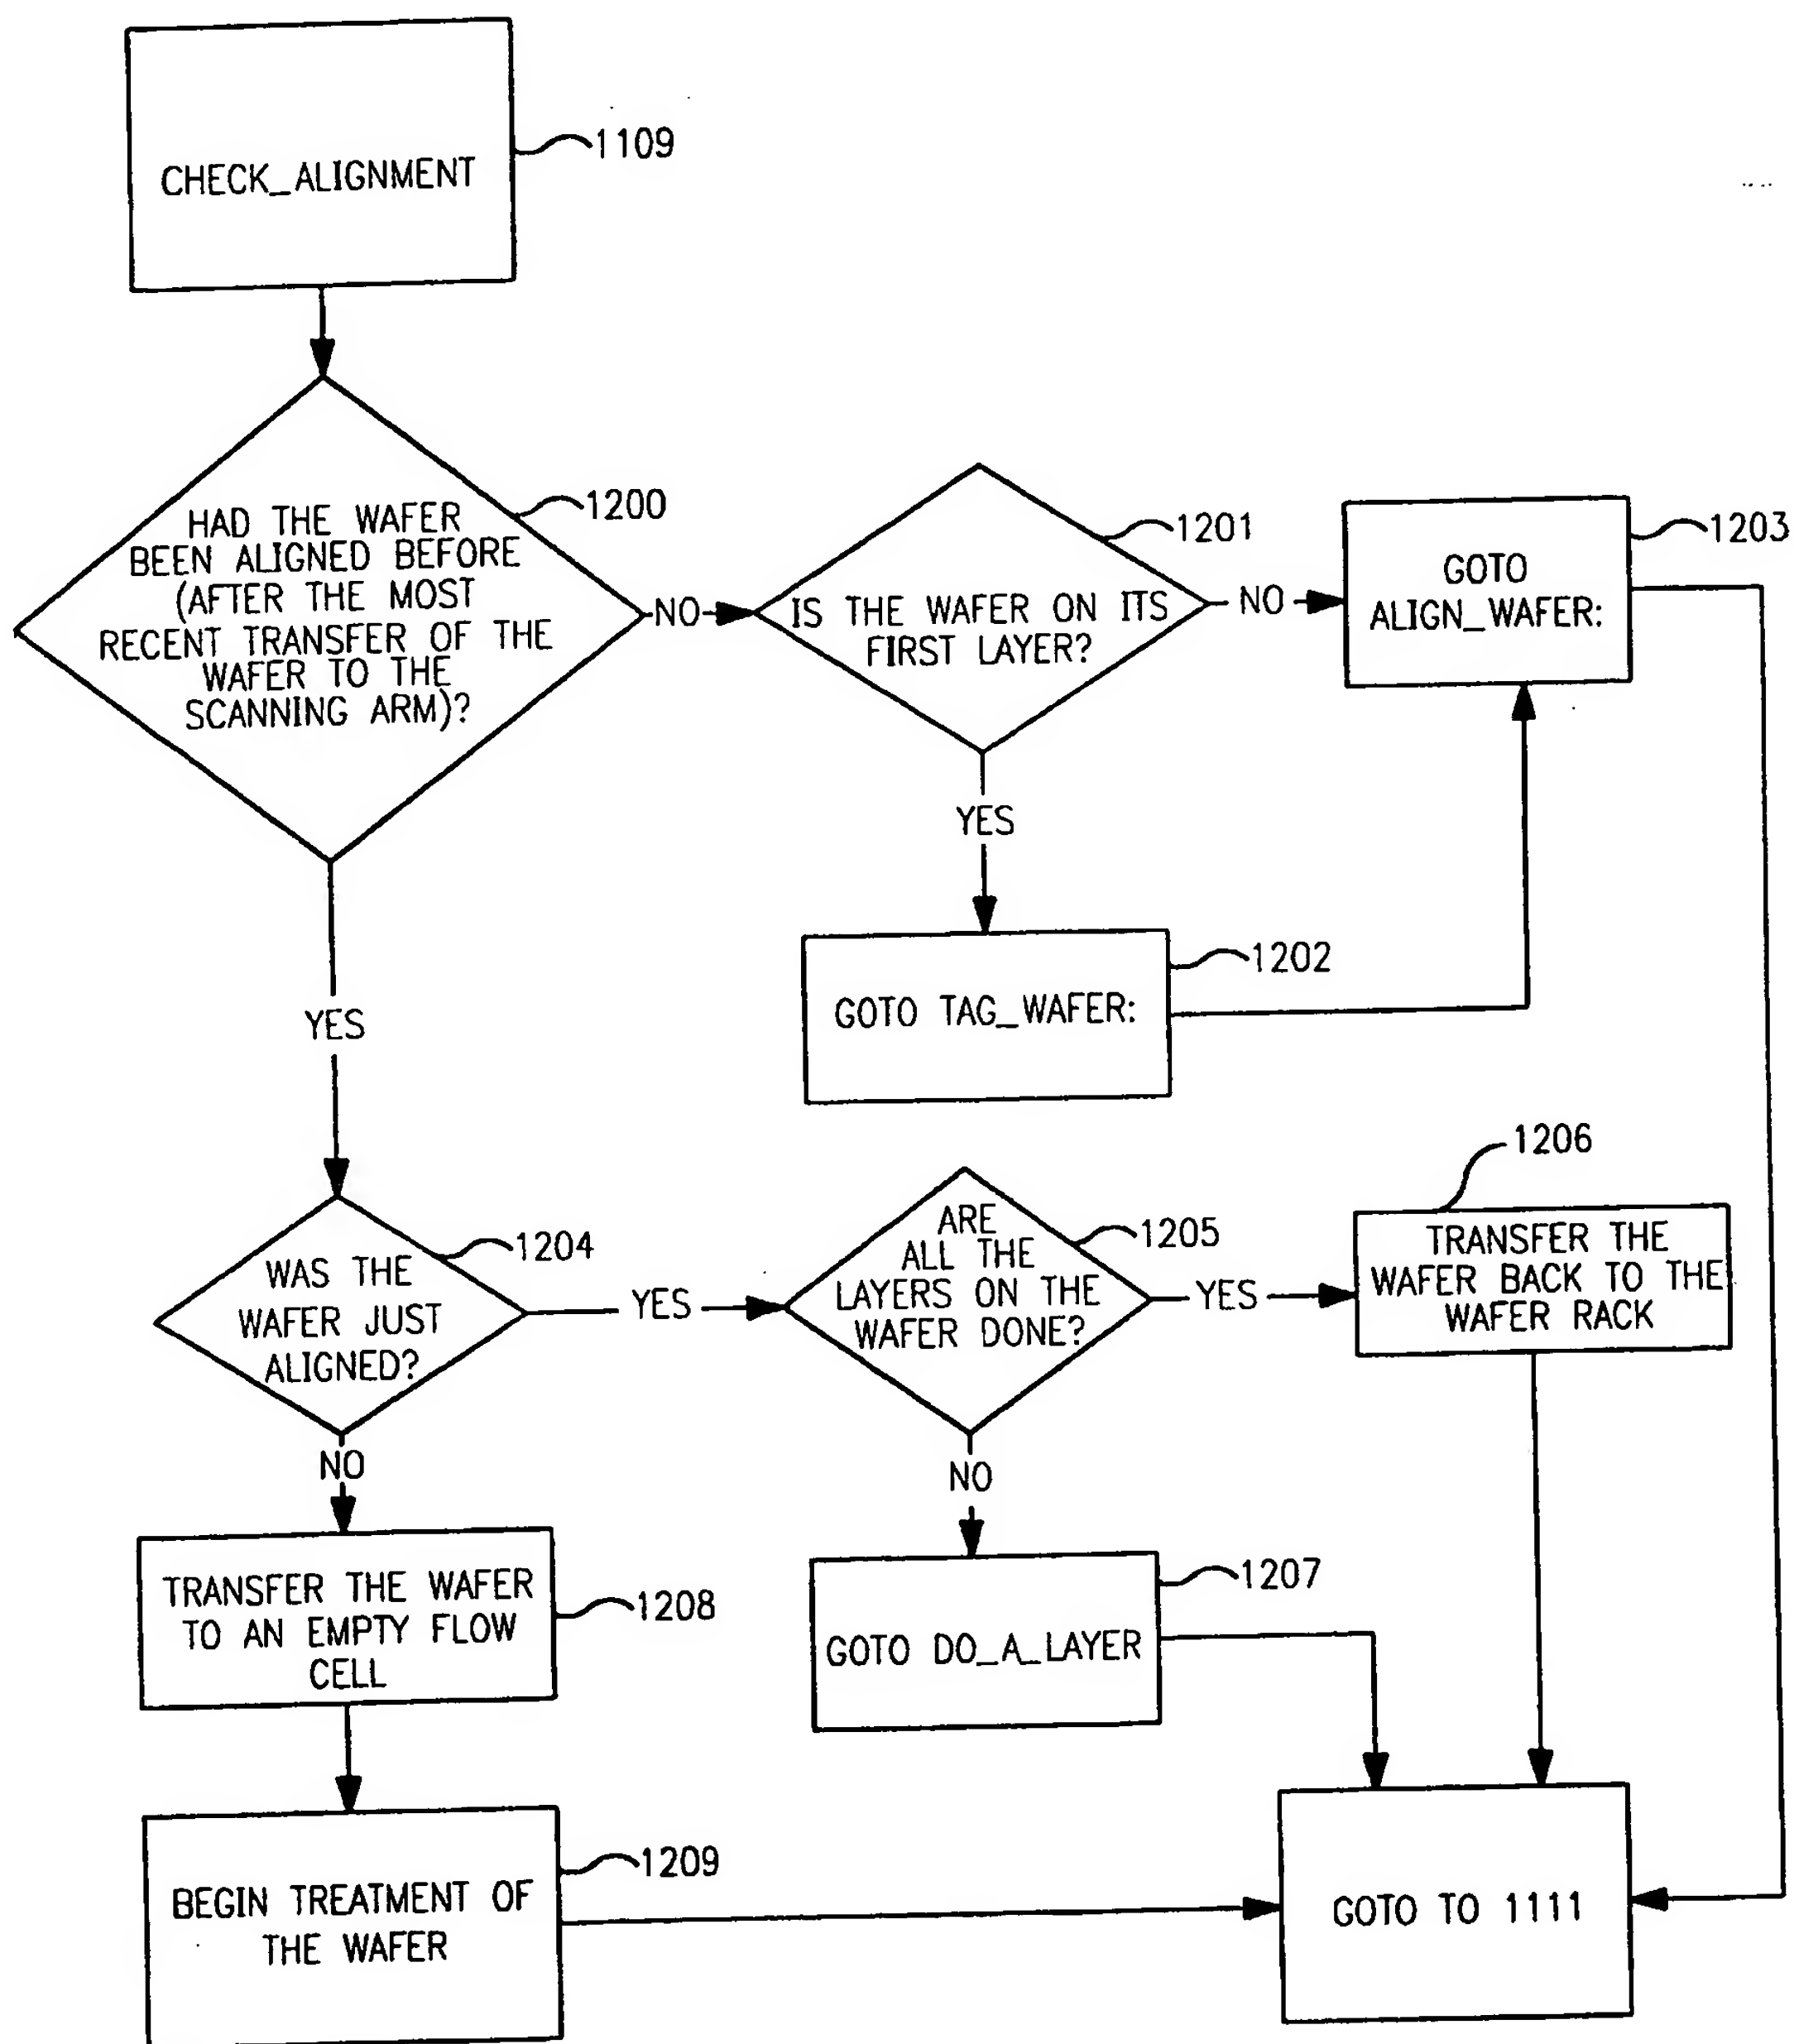 CHECK_ALIGNMENT
1109
HAD THE WAFER
BEEN ALIGNED BEFORE
(AFTER THE MOST
RECENT TRANSFER OF THE
WAFER TO THE
SCANNING ARM)?
1200
NO
IS THE WAFER ON ITS
FIRST LAYER?
1201
NO
GOTO
ALIGN_WAFER:
1203
YES
GOTO TAG_WAFER:
1202
YES
WAS THE
WAFER JUST
ALIGNED?
1204
YES
ARE
ALL THE
LAYERS ON THE
WAFER DONE?
1205
YES
TRANSFER THE
WAFER BACK TO THE
WAFER RACK
1206
NO
NO
TRANSFER THE WAFER
TO AN EMPTY FLOW
CELL
1208
GOTO DO_A_LAYER
1207
BEGIN TREATMENT OF
THE WAFER
1209
GOTO TO 1111